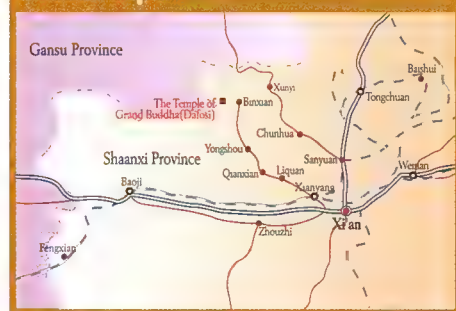 Gansu Province
Baishui
Xunyi
Tongchuan
The Temple of
Grand Buddha(Dafosi)
Binxian
Chunhua
Yongshou
Sanyuan
Shaanxi Province
Weinan
Qianxian
Liquan
Baoji
Xianyang
Xi'an
Zhouzhi
Fengxian